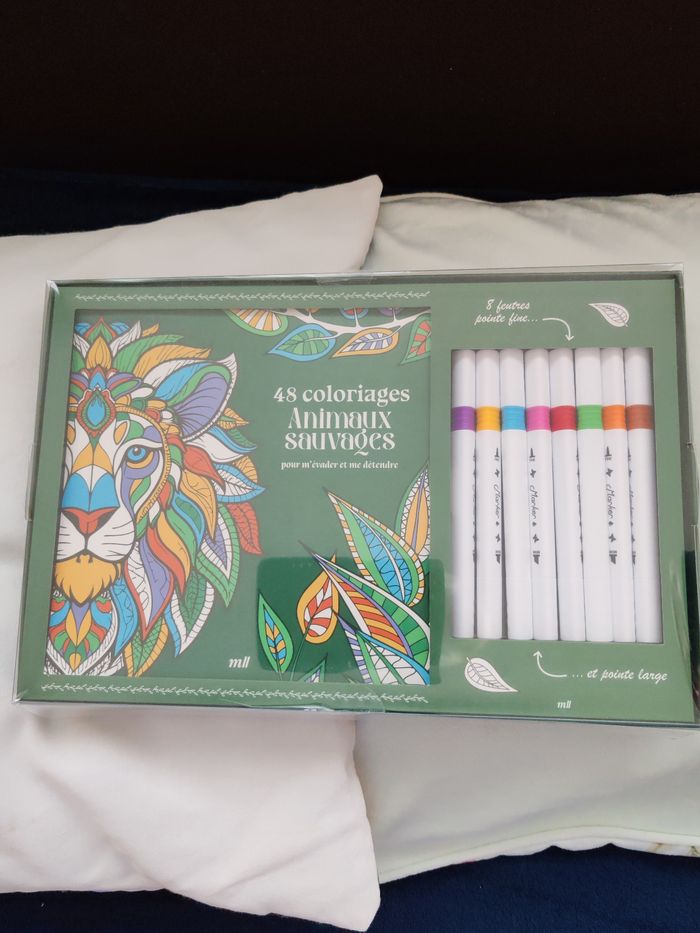 48 coloriages
Animaux
sauvages
pour m'évader et me détendre
mll
8 feutres
pointe fine...
Marker
Marker
Marker
... et pointe large
mll